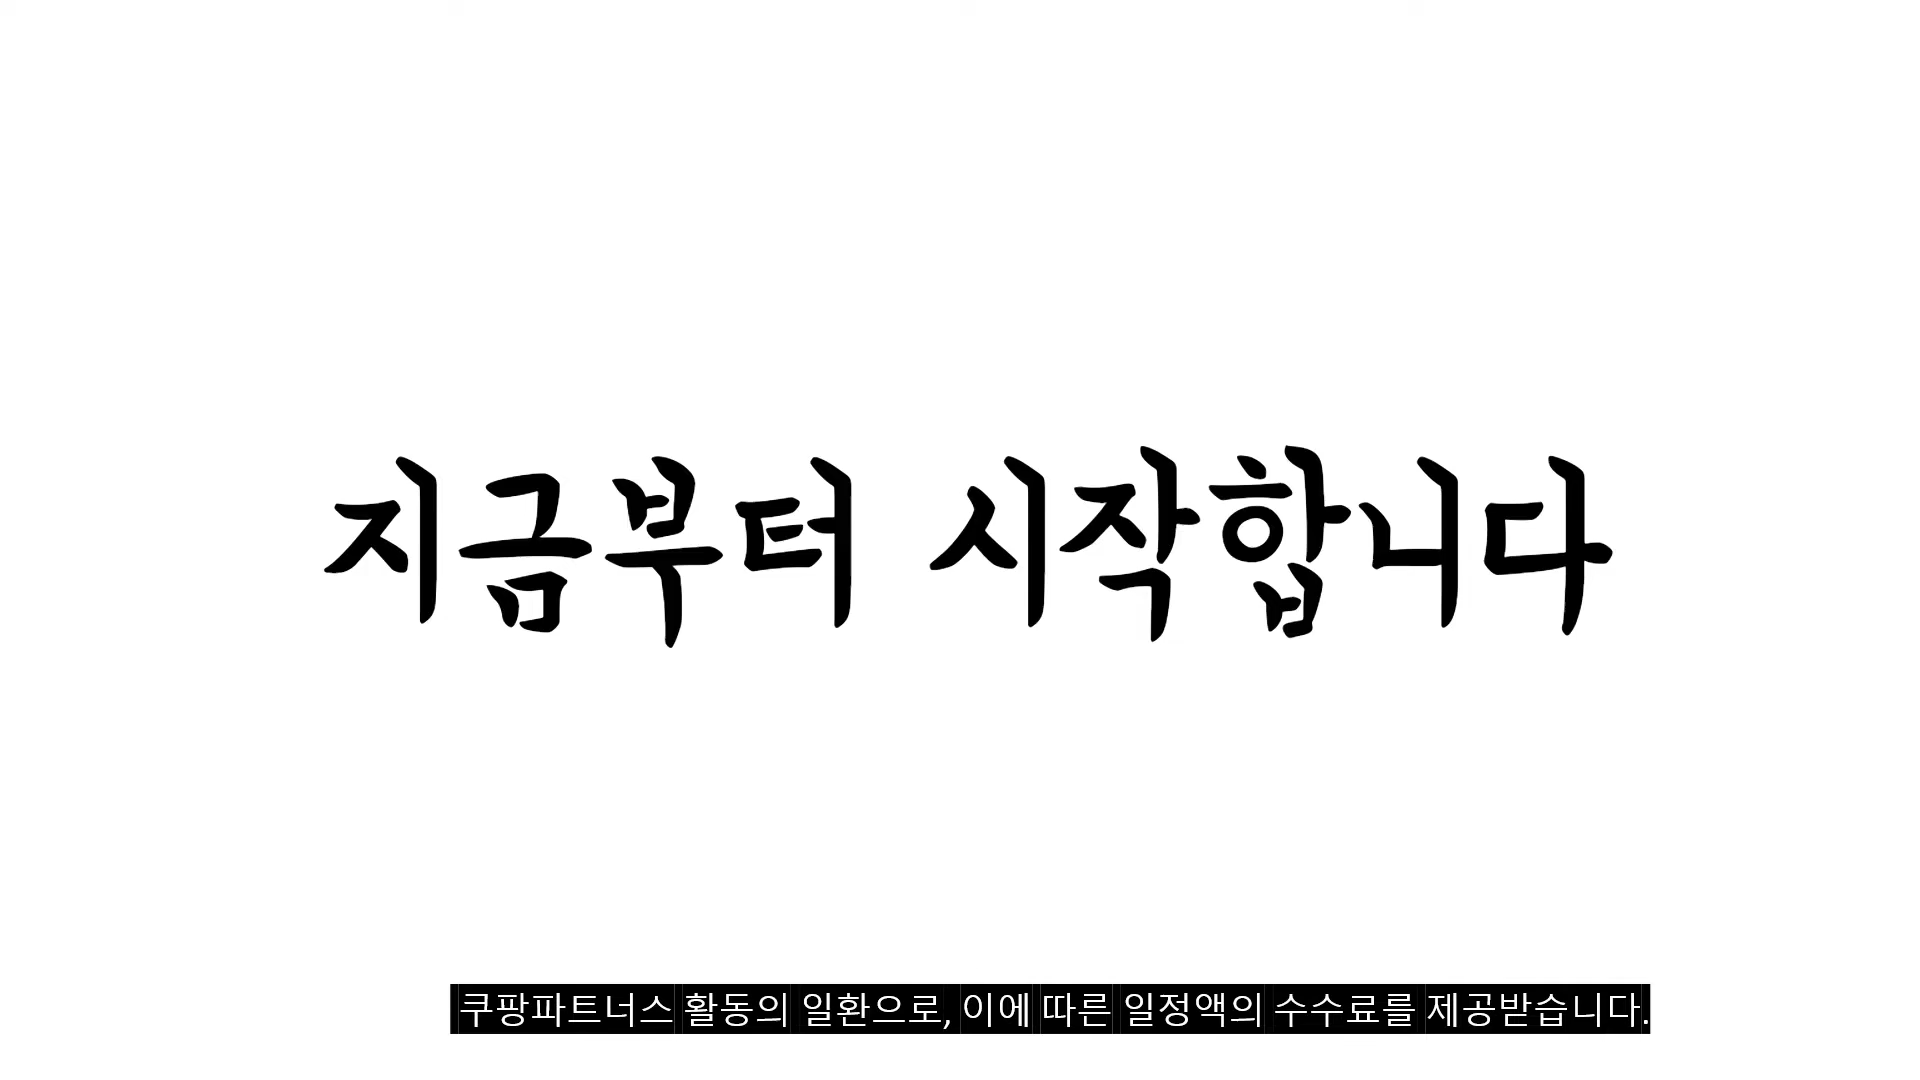 지금부터 시작합니다
쿠팡파트너스 활동의 일환으로, 이에 따른 일정액의 수수료를 제공받습니다.